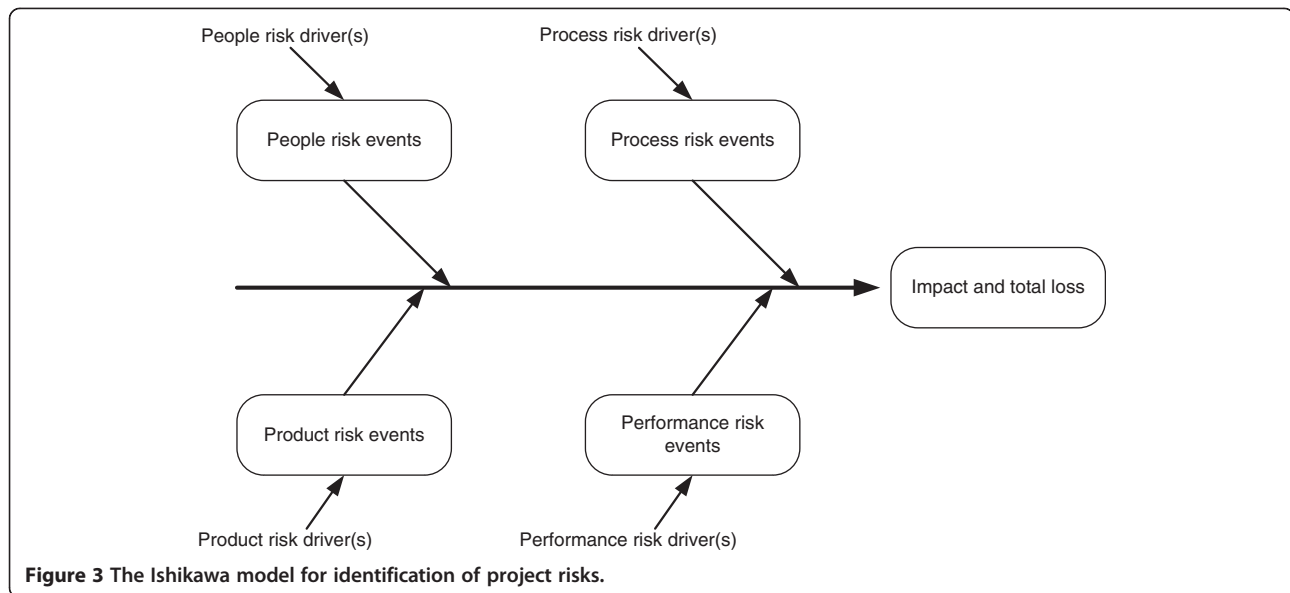 People risk driver(s)
Process risk driver(s)
People risk events
Process risk events
Impact and total loss
Product risk events
Performance risk
events
Product risk driver(s)
Performance risk driver(s)
Figure 3 The Ishikawa model for identification of project risks.